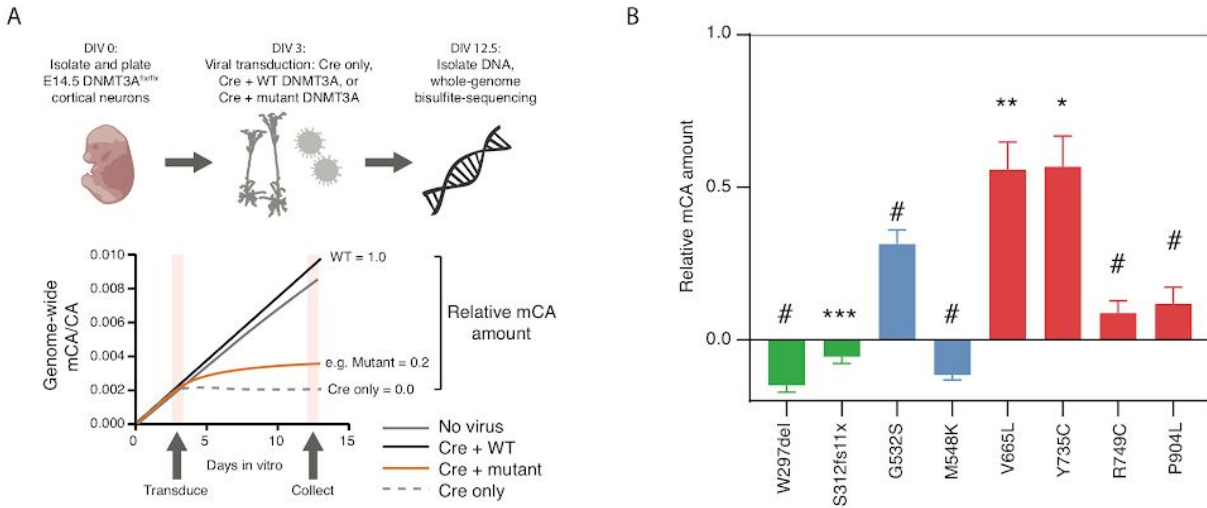 A
DIV 0:
Isolate and plate
E14.5 DNMT3Aflx/flx
cortical neurons
DIV 3:
Viral transduction: Cre only,
Cre + WT DNMT3A, or
Cre + mutant DNMT3A
DIV 12.5:
Isolate DNA,
whole-genome
bisulfite-sequencing
Genome-wide
mCA/CA
0.010
0.008
0.006
0.004
0.002
0.000
0
5
10
15
Days in vitro
Transduce
Collect
WT = 1.0
Relative mCA
amount
e.g. Mutant = 0.2
Cre only = 0.0
No virus
Cre + WT
Cre + mutant
Cre only
B
Relative mCA amount
1.0
0.5
0.0
#
***
#
#
**
*
#
#
W297del
S312fs11x
G532S
M548K
V665L
Y735C
R749C
P904L